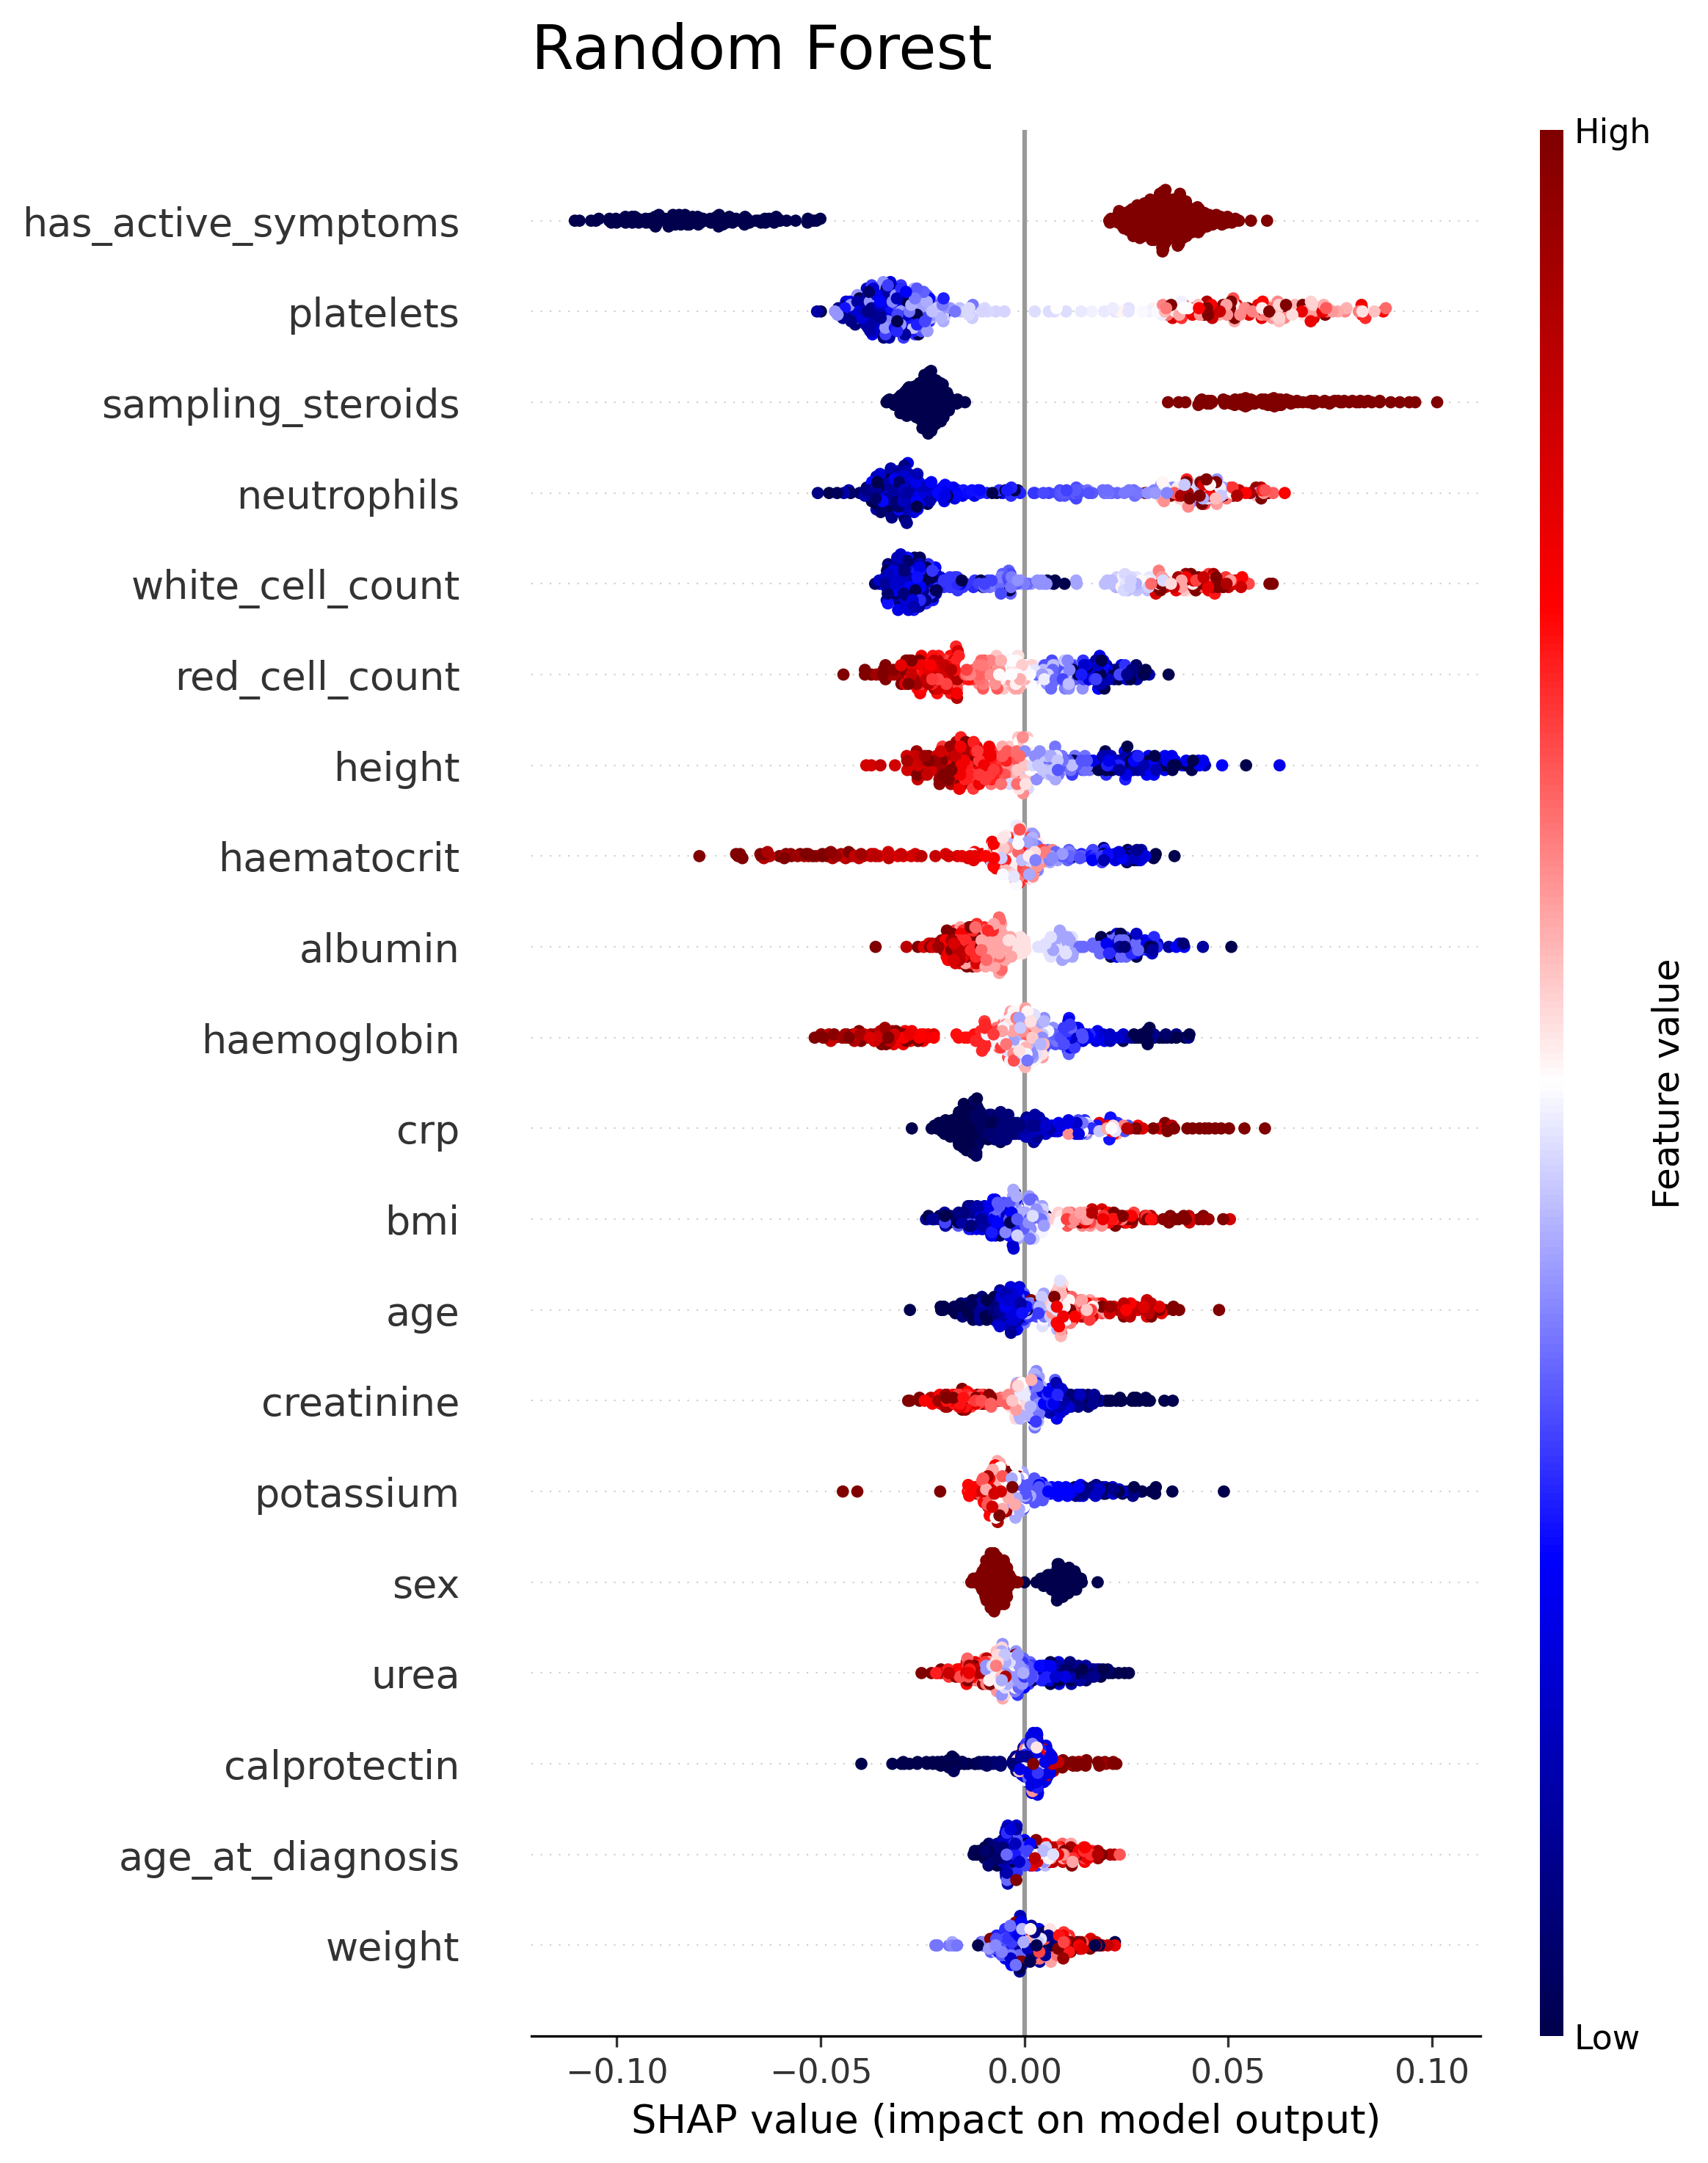 Random Forest
High
has_active_symptoms
platelets
sampling_steroids
neutrophils
white_cell_count
red_cell_count
height
haematocrit
albumin
haemoglobin
crp
bmi
age
creatinine
potassium
sex
urea
calprotectin
age_at_diagnosis
weight
Feature value
Low
−0.10 −0.05 0.00 0.05 0.10
SHAP value (impact on model output)